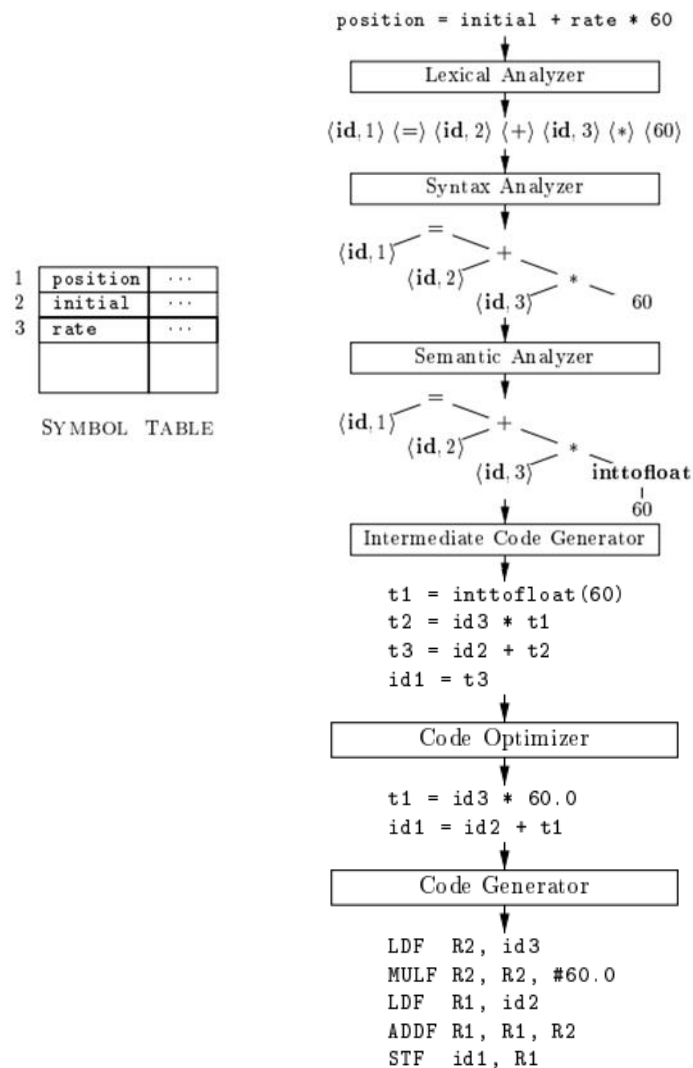 position = initial + rate * 60
Lexical Analyzer
⟨id, 1⟩ ⟨=⟩ ⟨id, 2⟩ ⟨+⟩ ⟨id, 3⟩ ⟨*⟩ ⟨60⟩
Syntax Analyzer
=
⟨id, 1⟩ +
⟨id, 2⟩ *
⟨id, 3⟩ 60
1 position ···
2 initial ···
3 rate ···
SYMBOL TABLE
Semantic Analyzer
=
⟨id, 1⟩ +
⟨id, 2⟩ *
⟨id, 3⟩ inttofloat
60
Intermediate Code Generator
t1 = inttofloat(60)
t2 = id3 * t1
t3 = id2 + t2
id1 = t3
Code Optimizer
t1 = id3 * 60.0
id1 = id2 + t1
Code Generator
LDF R2, id3
MULF R2, R2, #60.0
LDF R1, id2
ADDF R1, R1, R2
STF id1, R1